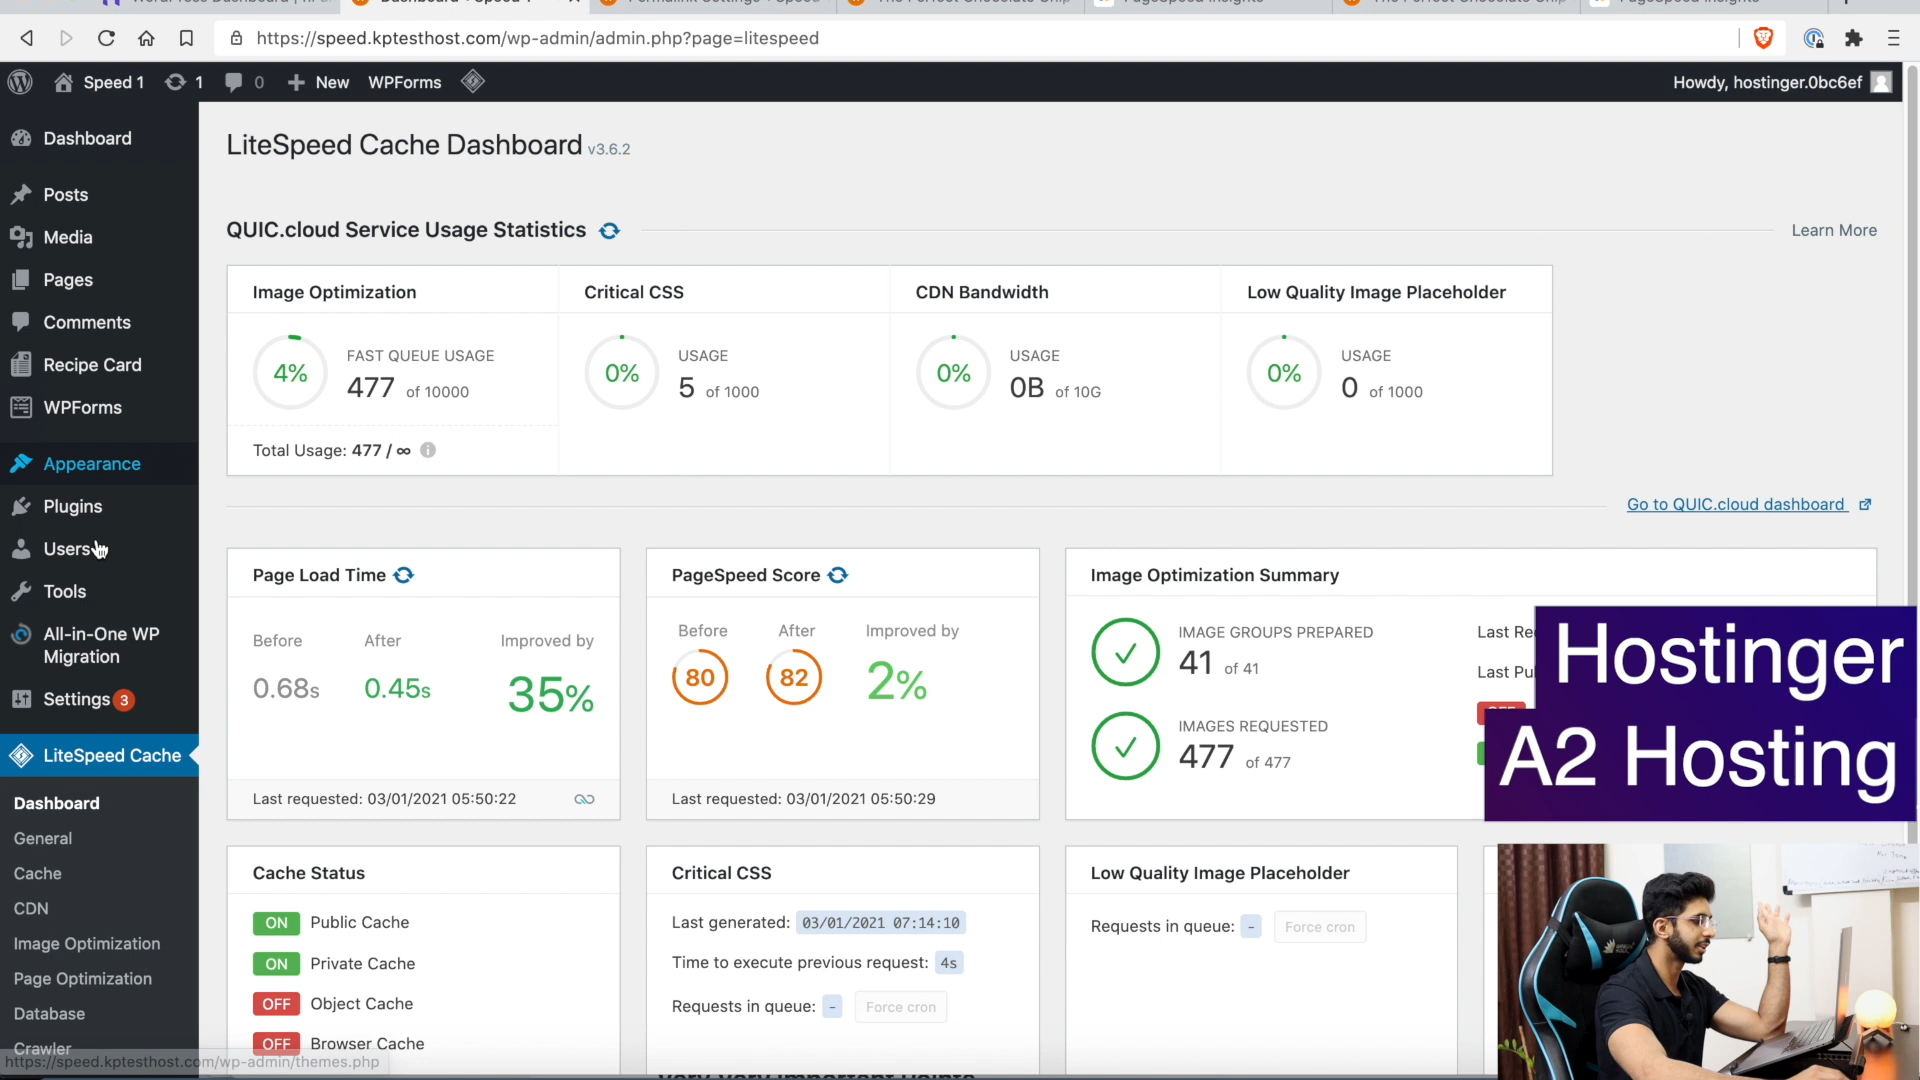 https://speed.kptesthost.com/wp-admin/admin.php?page=litespeed
Speed 1
1
0
New
WPForms
Howdy, hostinger.0bc6ef
Dashboard
Posts
Media
Pages
Comments
Recipe Card
WPForms
Appearance
Plugins
Users
Tools
All-in-One WP
Migration
Settings 3
LiteSpeed Cache
Dashboard
General
Cache
CDN
Image Optimization
Page Optimization
Database
Crawler
https://speed.kptesthost.com/wp-admin/themes.php
LiteSpeed Cache Dashboard v3.6.2
QUIC.cloud Service Usage Statistics
Learn More
Image Optimization
4%
FAST QUEUE USAGE
477 of 10000
Total Usage: 477 / ∞
Critical CSS
0%
USAGE
5 of 1000
CDN Bandwidth
0%
USAGE
0B of 10G
Low Quality Image Placeholder
0%
USAGE
0 of 1000
Go to QUIC.cloud dashboard
Page Load Time
Before
After
Improved by
0.68s
0.45s
35%
Last requested: 03/01/2021 05:50:22
PageSpeed Score
Before
After
Improved by
80
82
2%
Last requested: 03/01/2021 05:50:29
Image Optimization Summary
IMAGE GROUPS PREPARED
41 of 41
IMAGES REQUESTED
477 of 477
Last Re
Last Pu
Hostinger
A2 Hosting
Cache Status
ON Public Cache
ON Private Cache
OFF Object Cache
OFF Browser Cache
Critical CSS
Last generated: 03/01/2021 07:14:10
Time to execute previous request: 4s
Requests in queue: -
Force cron
Low Quality Image Placeholder
Requests in queue: -
Force cron